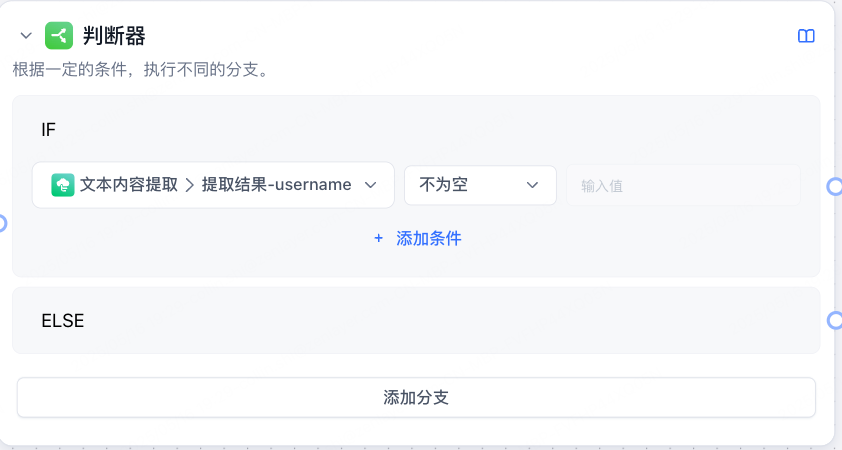 判断器
根据一定的条件，执行不同的分支。
IF
文本内容提取 > 提取结果-username 不为空 输入值
+ 添加条件
ELSE
添加分支